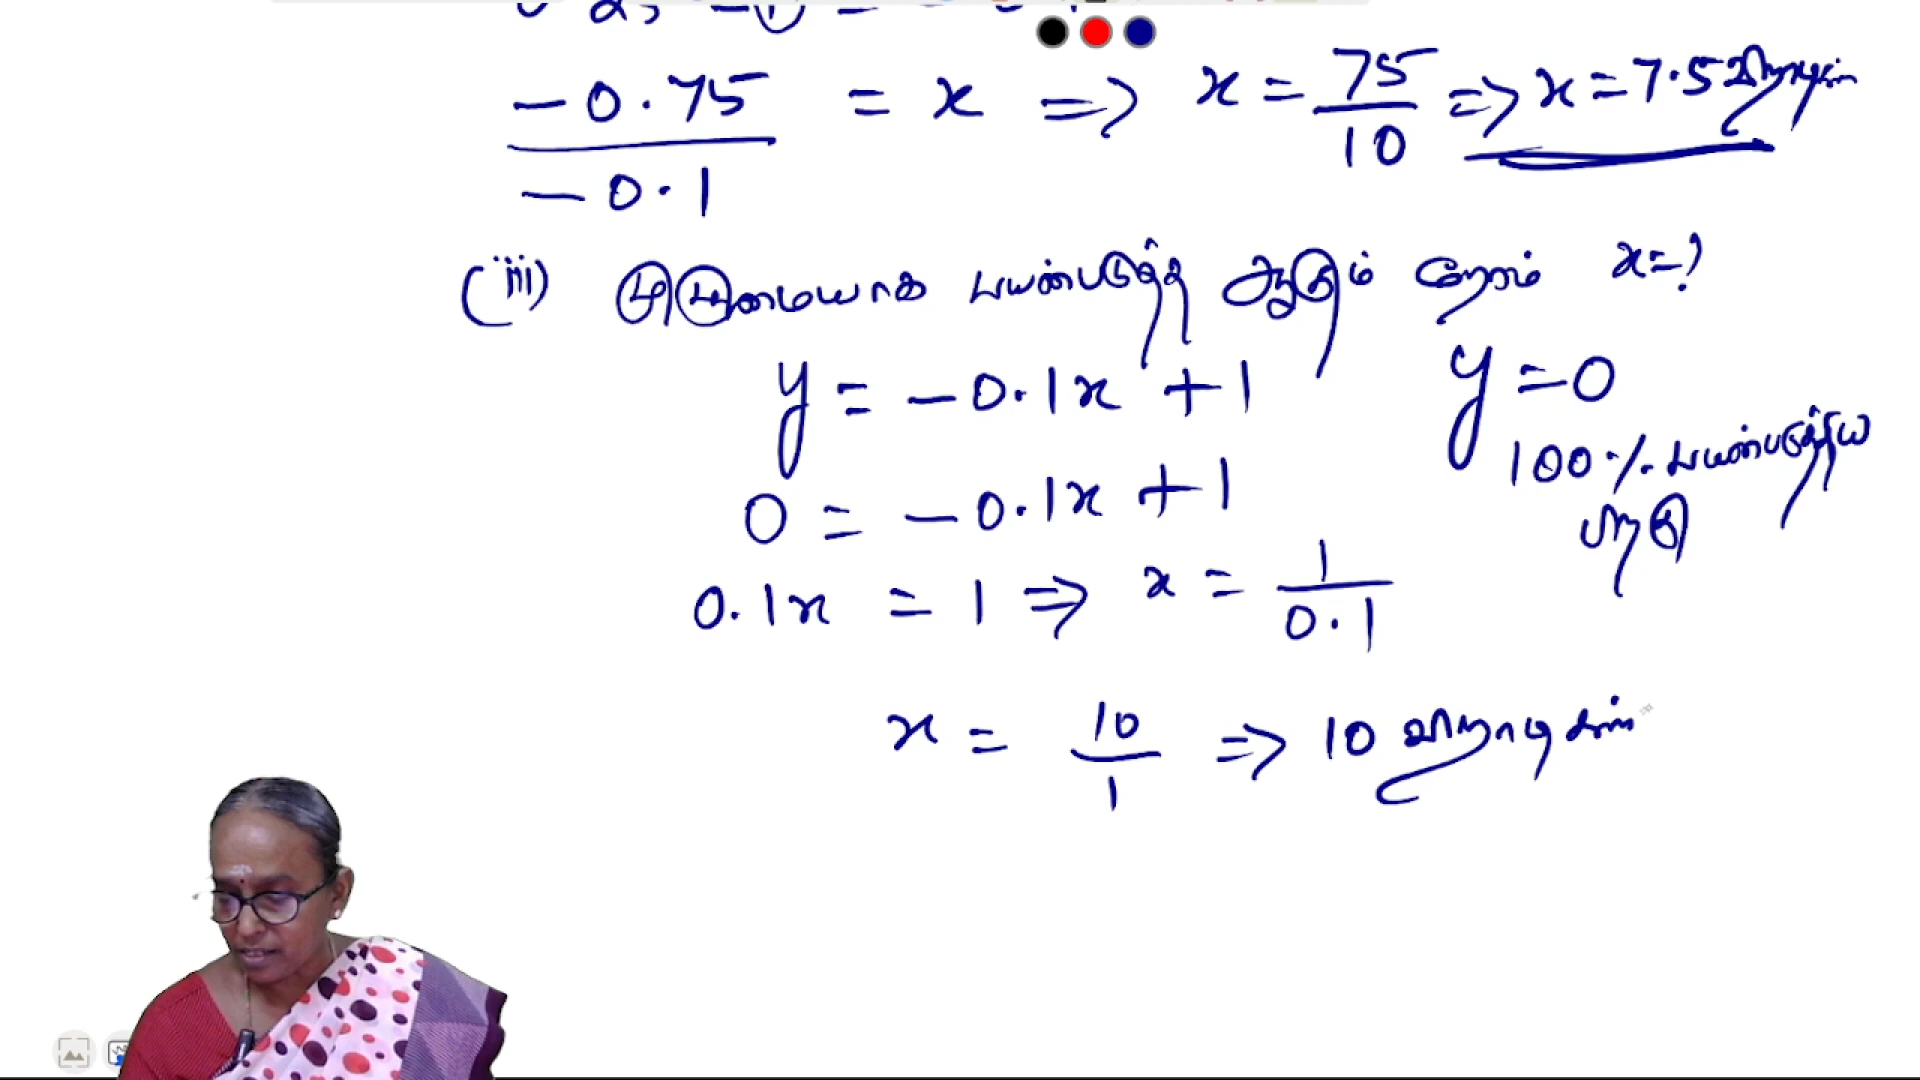 -0.75 / -0.1 = x => x = 75/10 => x = 7.5 விநாடிகள்
(iii) முழுமையாக பயன்படுத்த ஆகும் நேரம் x=?
y = -0.1x + 1
y = 0
100% பயன்படுத்திய
பிறகு
0 = -0.1x + 1
0.1x = 1 => x = 1/0.1
x = 10/1 => 10 விநாடிகள்